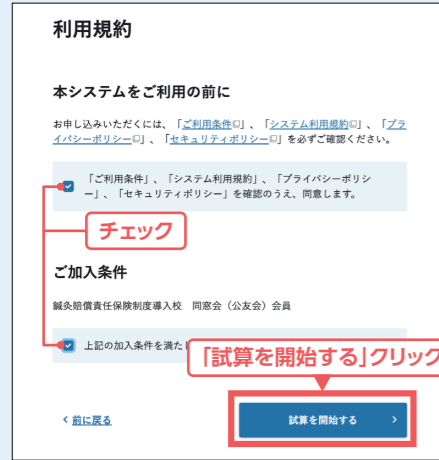 利用規約
本システムをご利用の前に
お申し込みいただくには、「ご利用条件」、「システム利用規約」、「プラ
イバシーポリシー」、「セキュリティポリシー」を必ずご確認ください。
「ご利用条件」、「システム利用規約」、「プライバシーポリシ
ー」、「セキュリティポリシー」を確認のうえ、同意します。
チェック
ご加入条件
鍼灸賠償責任保険制度導入校 同窓会（公友会）会員
上記の加入条件を満た
「試算を開始する」クリック
< 前に戻る
試算を開始する >